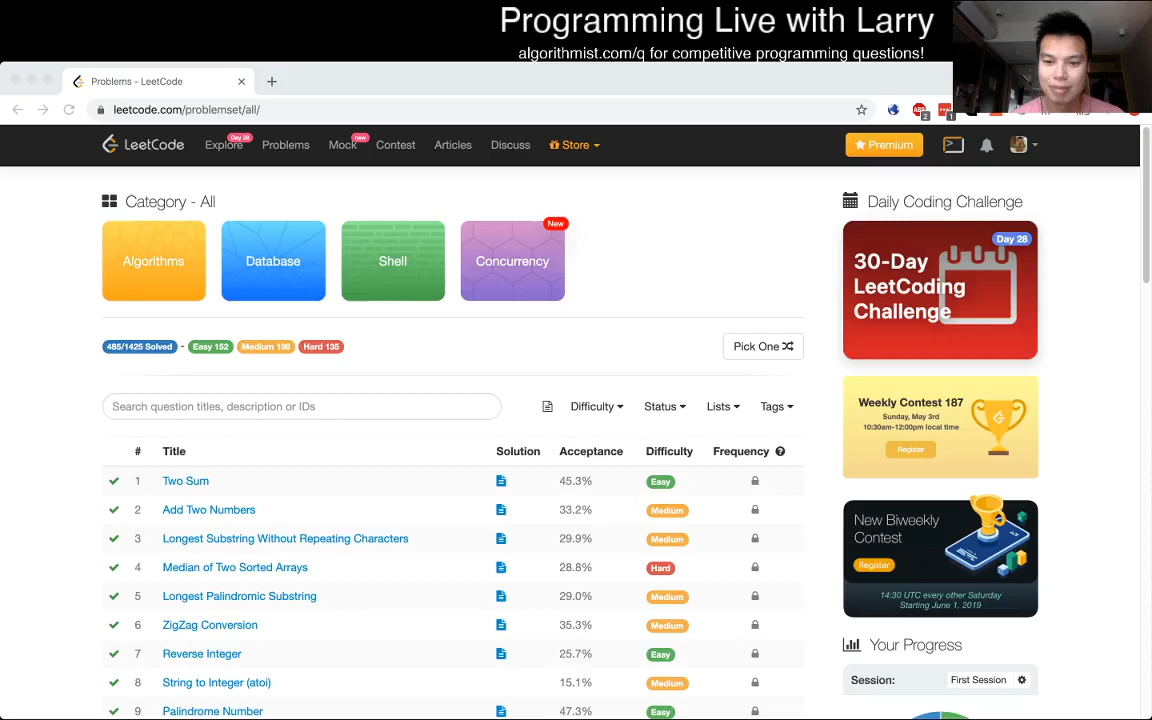 Programming Live with Larry
algorithmist.com/q for competitive programming questions!
Problems - LeetCode
leetcode.com/problemset/all/
ABP
2
1
LeetCode
Explore
Day 28
Problems
Mock
new
Contest
Articles
Discuss
Store
Premium
Category - All
Algorithms
Database
Shell
Concurrency
New
Daily Coding Challenge
Day 28
30-Day
LeetCoding
Challenge
485/1425 Solved - Easy 152 Medium 198 Hard 135
Pick One
Weekly Contest 187
Sunday, May 3rd
10:30am-12:00pm local time
Register
Search question titles, description or IDs
Difficulty
Status
Lists
Tags
# Title Solution Acceptance Difficulty Frequency
1 Two Sum 45.3% Easy
2 Add Two Numbers 33.2% Medium
3 Longest Substring Without Repeating Characters 29.9% Medium
4 Median of Two Sorted Arrays 28.8% Hard
5 Longest Palindromic Substring 29.0% Medium
6 ZigZag Conversion 35.3% Medium
7 Reverse Integer 25.7% Easy
8 String to Integer (atoi) 15.1% Medium
9 Palindrome Number 47.3% Easy
New Biweekly
Contest
Register
14:30 UTC every other Saturday
Starting June 1, 2019
Your Progress
Session:
First Session